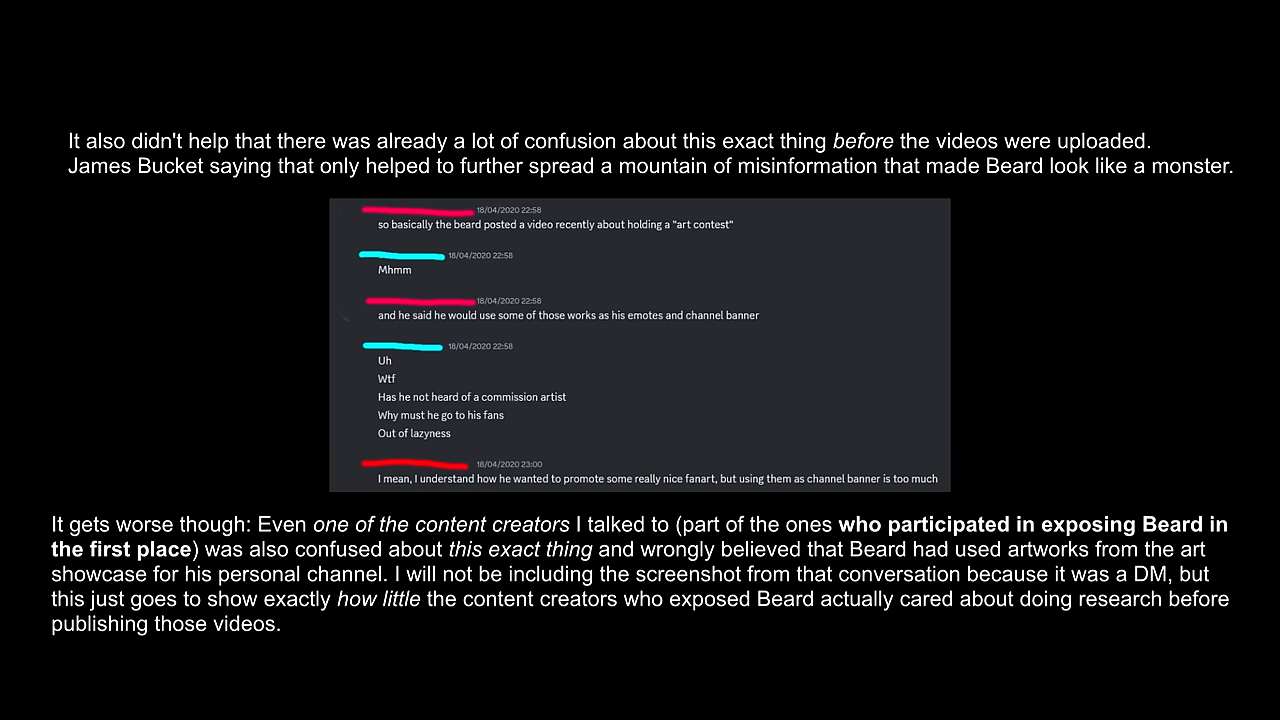 It also didn't help that there was already a lot of confusion about this exact thing before the videos were uploaded.
James Bucket saying that only helped to further spread a mountain of misinformation that made Beard look like a monster.
18/04/2020 22:58
so basically the beard posted a video recently about holding a "art contest"
18/04/2020 22:58
Mhmm
18/04/2020 22:58
and he said he would use some of those works as his emotes and channel banner
18/04/2020 22:58
Uh
Wtf
Has he not heard of a commission artist
Why must he go to his fans
Out of lazyness
18/04/2020 23:00
I mean, I understand how he wanted to promote some really nice fanart, but using them as channel banner is too much
It gets worse though: Even one of the content creators I talked to (part of the ones who participated in exposing Beard in
the first place) was also confused about this exact thing and wrongly believed that Beard had used artworks from the art
showcase for his personal channel. I will not be including the screenshot from that conversation because it was a DM, but
this just goes to show exactly how little the content creators who exposed Beard actually cared about doing research before
publishing those videos.